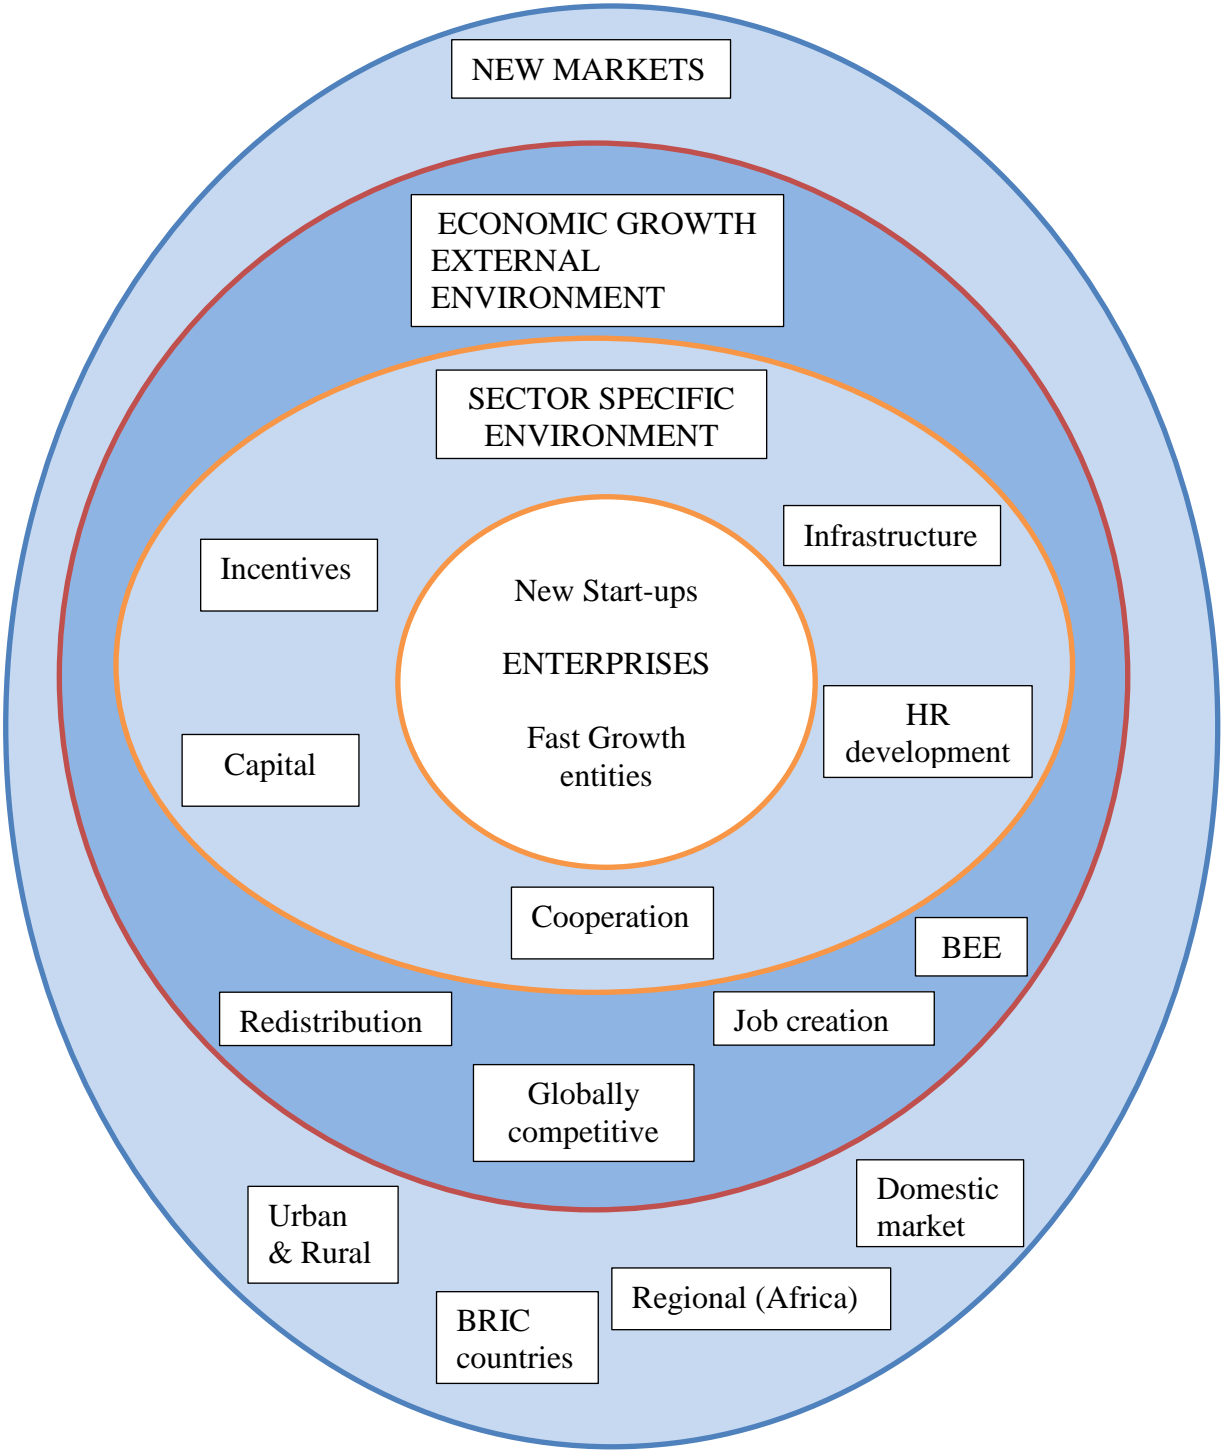 NEW MARKETS
ECONOMIC GROWTH
EXTERNAL
ENVIRONMENT
SECTOR SPECIFIC
ENVIRONMENT
Infrastructure
Incentives
New Start-ups
ENTERPRISES
Fast Growth
entities
HR
development
Capital
Cooperation
BEE
Redistribution
Job creation
Globally
competitive
Domestic
market
Urban
& Rural
Regional (Africa)
BRIC
countries